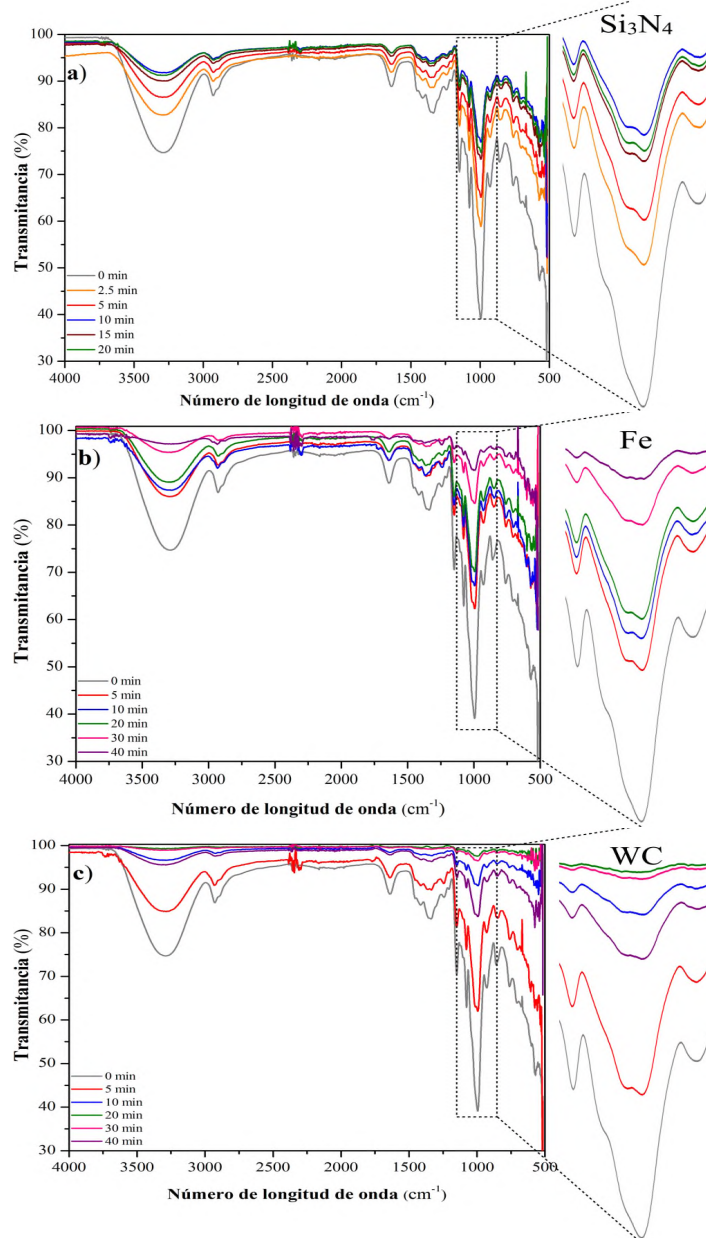 Si₃N₄
a)
Transmitancia (%)
100
90
80
70
60
50
40
30
0 min
2.5 min
5 min
10 min
15 min
20 min
4000 3500 3000 2500 2000 1500 1000 500
Número de longitud de onda (cm⁻¹)
Fe
b)
Transmitancia (%)
100
90
80
70
60
50
40
30
0 min
5 min
10 min
20 min
30 min
40 min
4000 3500 3000 2500 2000 1500 1000 500
Número de longitud de onda (cm⁻¹)
WC
c)
Transmitancia (%)
100
90
80
70
60
50
40
30
0 min
5 min
10 min
20 min
30 min
40 min
4000 3500 3000 2500 2000 1500 1000 500
Número de longitud de onda (cm⁻¹)